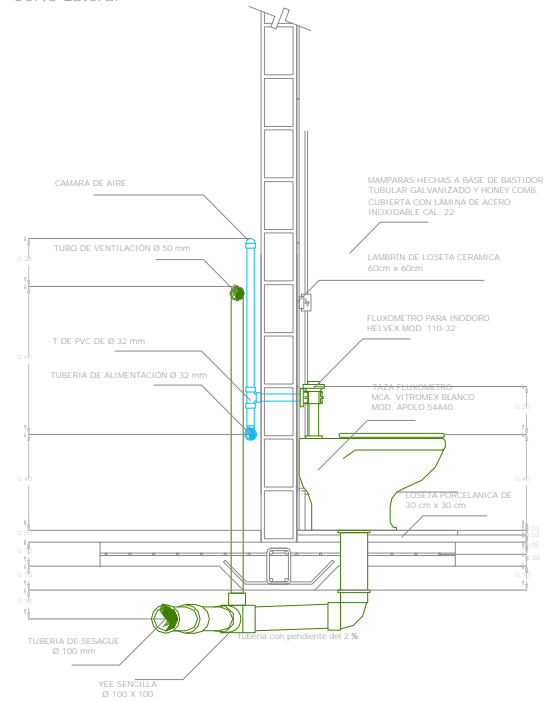 Corte Lateral
CAMARA DE AIRE
MAMPARAS HECHAS A BASE DE BASTIDOR
TUBULAR GALVANIZADO Y HONEY COMB.
CUBIERTA CON LÁMINA DE ACERO
INOXIDABLE CAL. 22
TUBO DE VENTILACIÓN Ø 50 mm
LAMBRÍN DE LOSETA CERAMICA
60cm x 60cm
FLUXOMETRO PARA INODORO
HELVEX MOD. 110-32
T DE PVC DE Ø 32 mm
TUBERIA DE ALIMENTACIÓN Ø 32 mm
TAZA FLUXOMETRO
MCA. VITROMEX BLANCO
MOD. APOLO 54A40
LOSETA PORCELANICA DE
30 cm x 30 cm
Tuberia con pendiente del 2 %
TUBERIA DE SESAGUE
Ø 100 mm
YEE SENCILLA
Ø 100 X 100